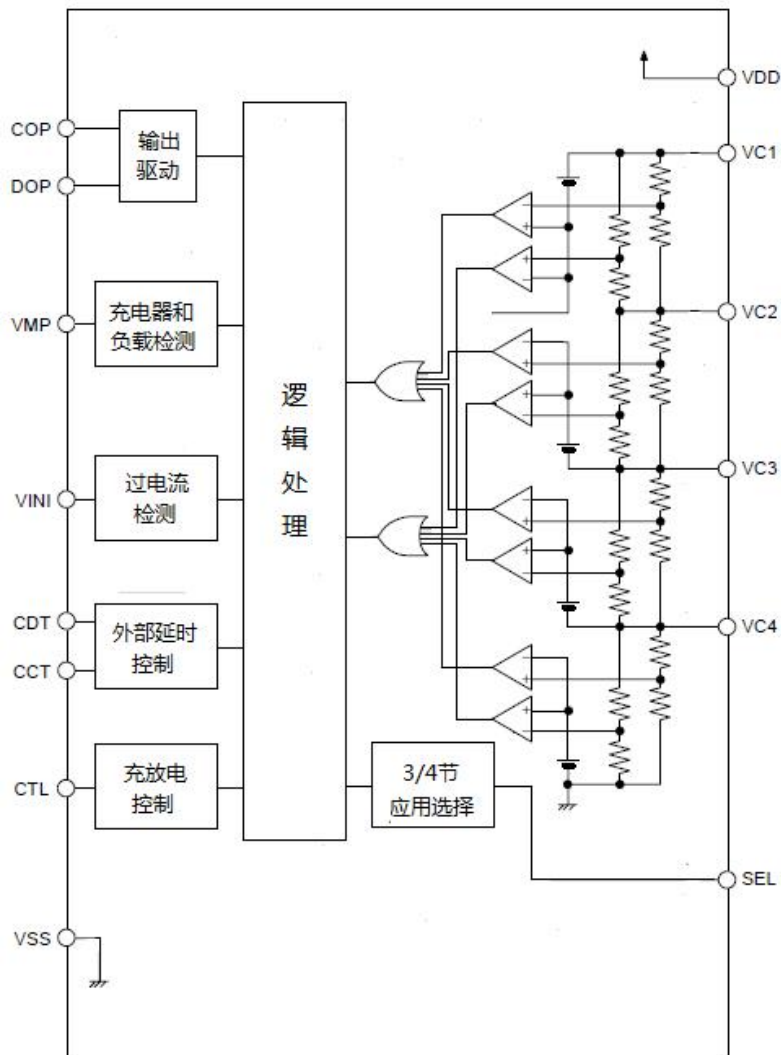 VDD
COP
输出
驱动
DOP
VC1
VMP
充电器和
负载检测
VC2
逻
辑
处
理
VINI
过电流
检测
VC3
CDT
外部延时
控制
CCT
VC4
CTL
充放电
控制
3/4节
应用选择
SEL
VSS